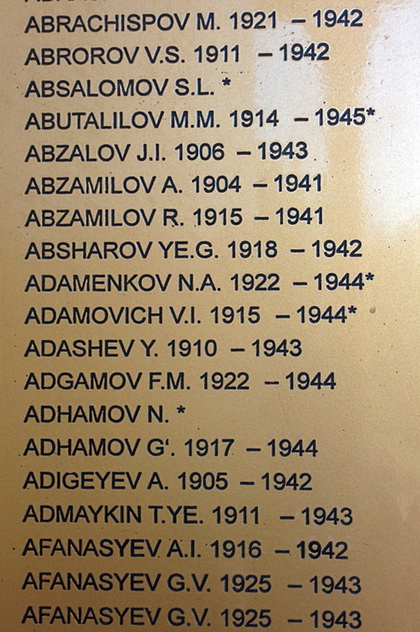 ABRACHISPOV M. 1921 – 1942
ABROROV V.S. 1911 – 1942
ABSALOMOV S.L. *
ABUTALILOV M.M. 1914 – 1945*
ABZALOV J.I. 1906 – 1943
ABZAMILOV A. 1904 – 1941
ABZAMILOV R. 1915 – 1941
ABSHAROV YE.G. 1918 – 1942
ADAMENKOV N.A. 1922 – 1944*
ADAMOVICH V.I. 1915 – 1944*
ADASHEV Y. 1910 – 1943
ADGAMOV F.M. 1922 – 1944
ADHAMOV N. *
ADHAMOV G‘. 1917 – 1944
ADIGEYEV A. 1905 – 1942
ADMAYKIN T.YE. 1911 – 1943
AFANASYEV A.I. 1916 – 1942
AFANASYEV G.V. 1925 – 1943
AFANASYEV G.V. 1925 – 1943